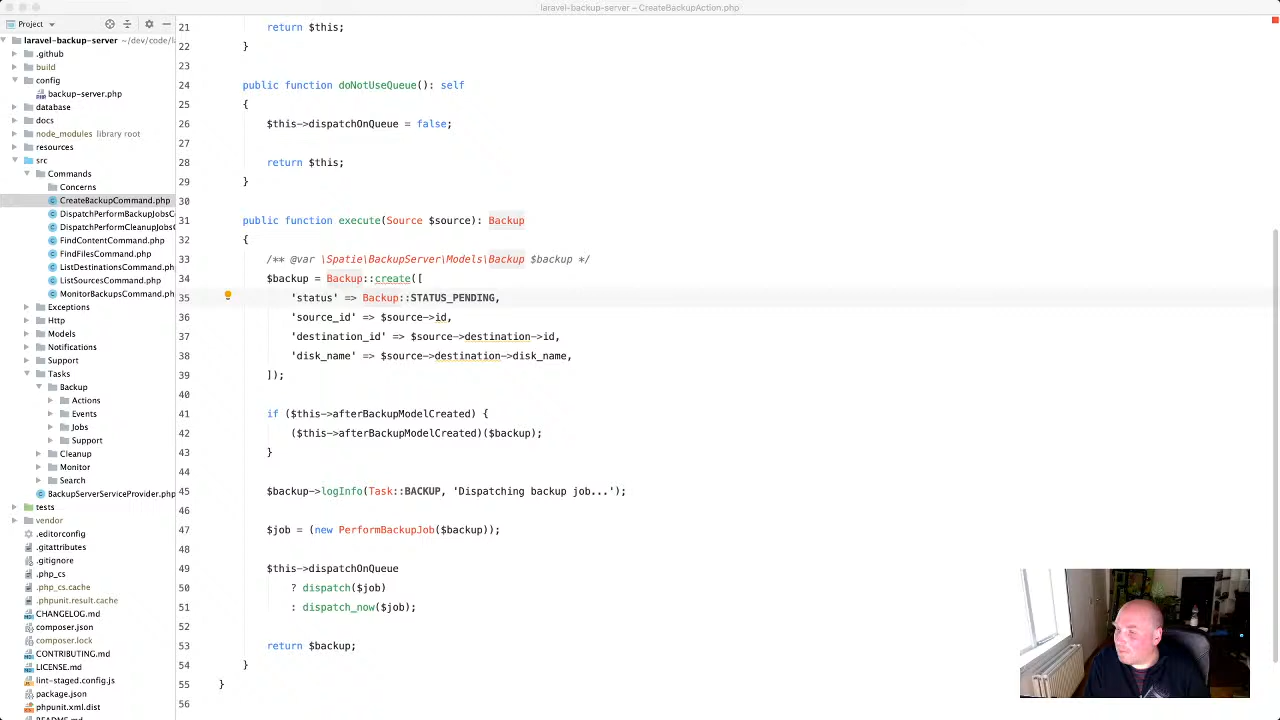 laravel-backup-server – CreateBackupAction.php
Project
laravel-backup-server ~/dev/code/l
.github
build
config
backup-server.php
database
docs
node_modules library root
resources
src
Commands
Concerns
CreateBackupCommand.php
DispatchPerformBackupJobsC
DispatchPerformCleanupJobsC
FindContentCommand.php
FindFilesCommand.php
ListDestinationsCommand.ph
ListSourcesCommand.php
MonitorBackupsCommand.ph
Exceptions
Http
Models
Notifications
Support
Tasks
Backup
Actions
Events
Jobs
Support
Cleanup
Monitor
Search
BackupServerServiceProvider.php
tests
vendor
.editorconfig
.gitattributes
.gitignore
.php_cs
.php_cs.cache
.phpunit.result.cache
CHANGELOG.md
composer.json
composer.lock
CONTRIBUTING.md
LICENSE.md
lint-staged.config.js
package.json
phpunit.xml.dist
README.md
21 return $this;
22 }
23
24 public function doNotUseQueue(): self
25 {
26 $this->dispatchOnQueue = false;
27
28 return $this;
29 }
30
31 public function execute(Source $source): Backup
32 {
33 /** @var \Spatie\BackupServer\Models\Backup $backup */
34 $backup = Backup::create([
35 'status' => Backup::STATUS_PENDING,
36 'source_id' => $source->id,
37 'destination_id' => $source->destination->id,
38 'disk_name' => $source->destination->disk_name,
39 ]);
40
41 if ($this->afterBackupModelCreated) {
42 ($this->afterBackupModelCreated)($backup);
43 }
44
45 $backup->logInfo(Task::BACKUP, 'Dispatching backup job...');
46
47 $job = (new PerformBackupJob($backup));
48
49 $this->dispatchOnQueue
50 ? dispatch($job)
51 : dispatch_now($job);
52
53 return $backup;
54 }
55 }
56